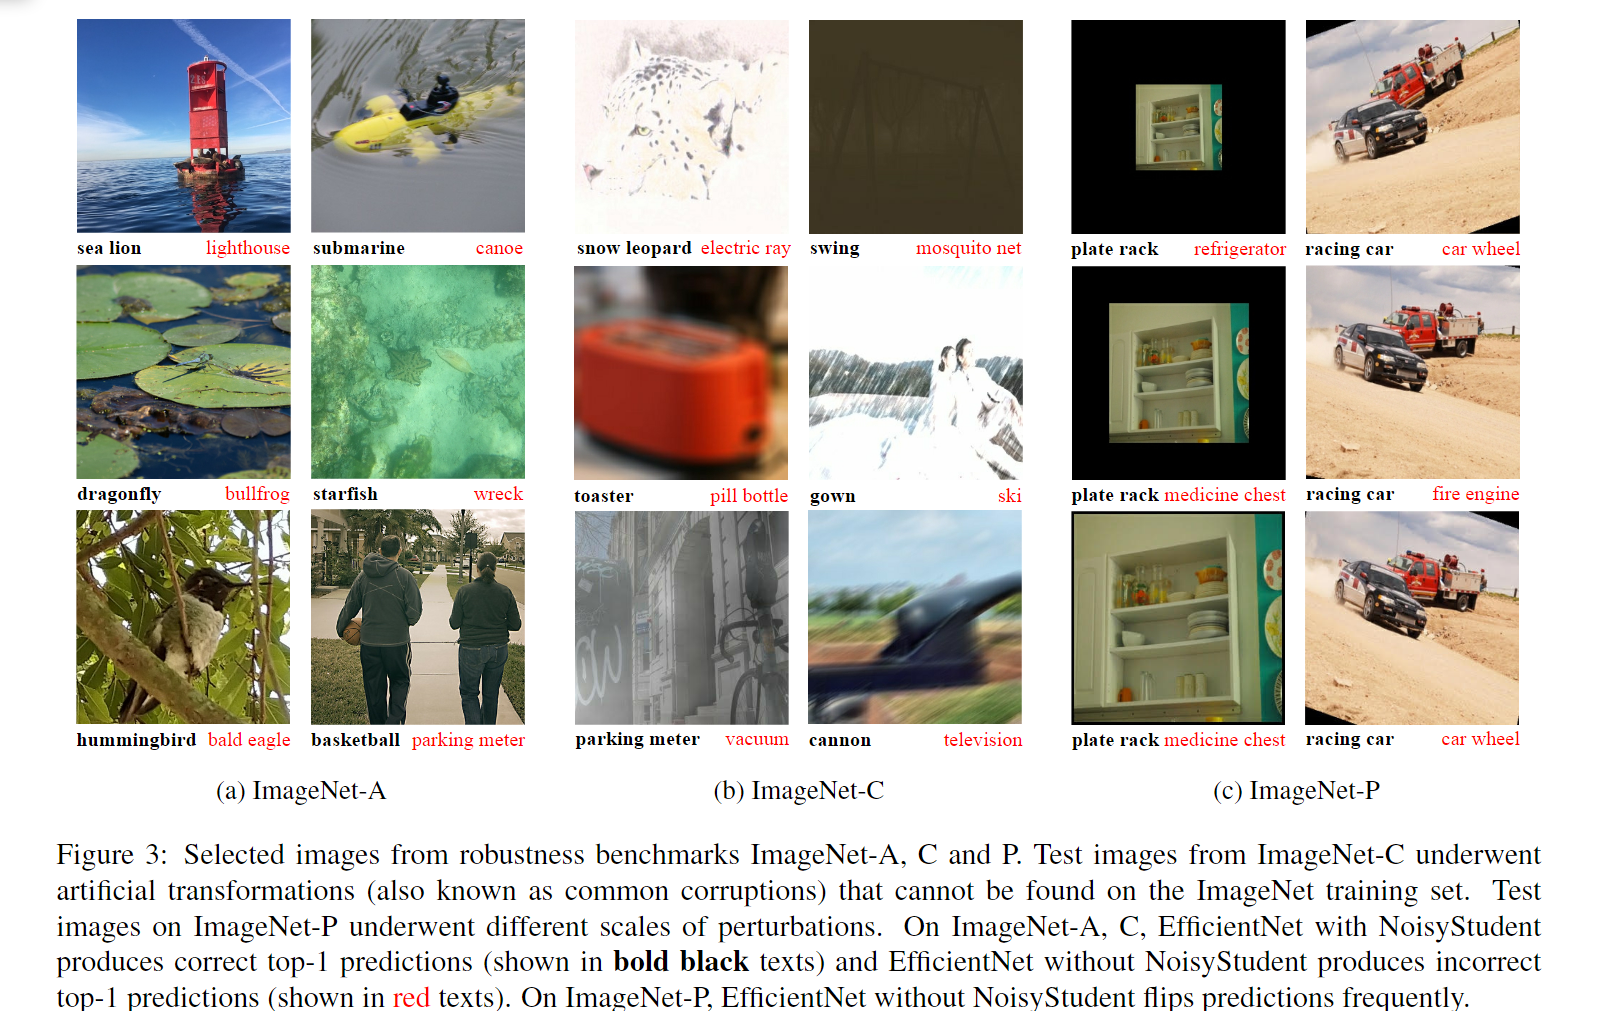 sea lion lighthouse submarine canoe snow leopard electric ray swing mosquito net plate rack refrigerator racing car car wheel
dragonfly bullfrog starfish wreck toaster pill bottle gown ski plate rack medicine chest racing car fire engine
hummingbird bald eagle basketball parking meter parking meter vacuum cannon television plate rack medicine chest racing car car wheel
(a) ImageNet-A (b) ImageNet-C (c) ImageNet-P
Figure 3: Selected images from robustness benchmarks ImageNet-A, C and P. Test images from ImageNet-C underwent
artificial transformations (also known as common corruptions) that cannot be found on the ImageNet training set. Test
images on ImageNet-P underwent different scales of perturbations. On ImageNet-A, C, EfficientNet with NoisyStudent
produces correct top-1 predictions (shown in bold black texts) and EfficientNet without NoisyStudent produces incorrect
top-1 predictions (shown in red texts). On ImageNet-P, EfficientNet without NoisyStudent flips predictions frequently.